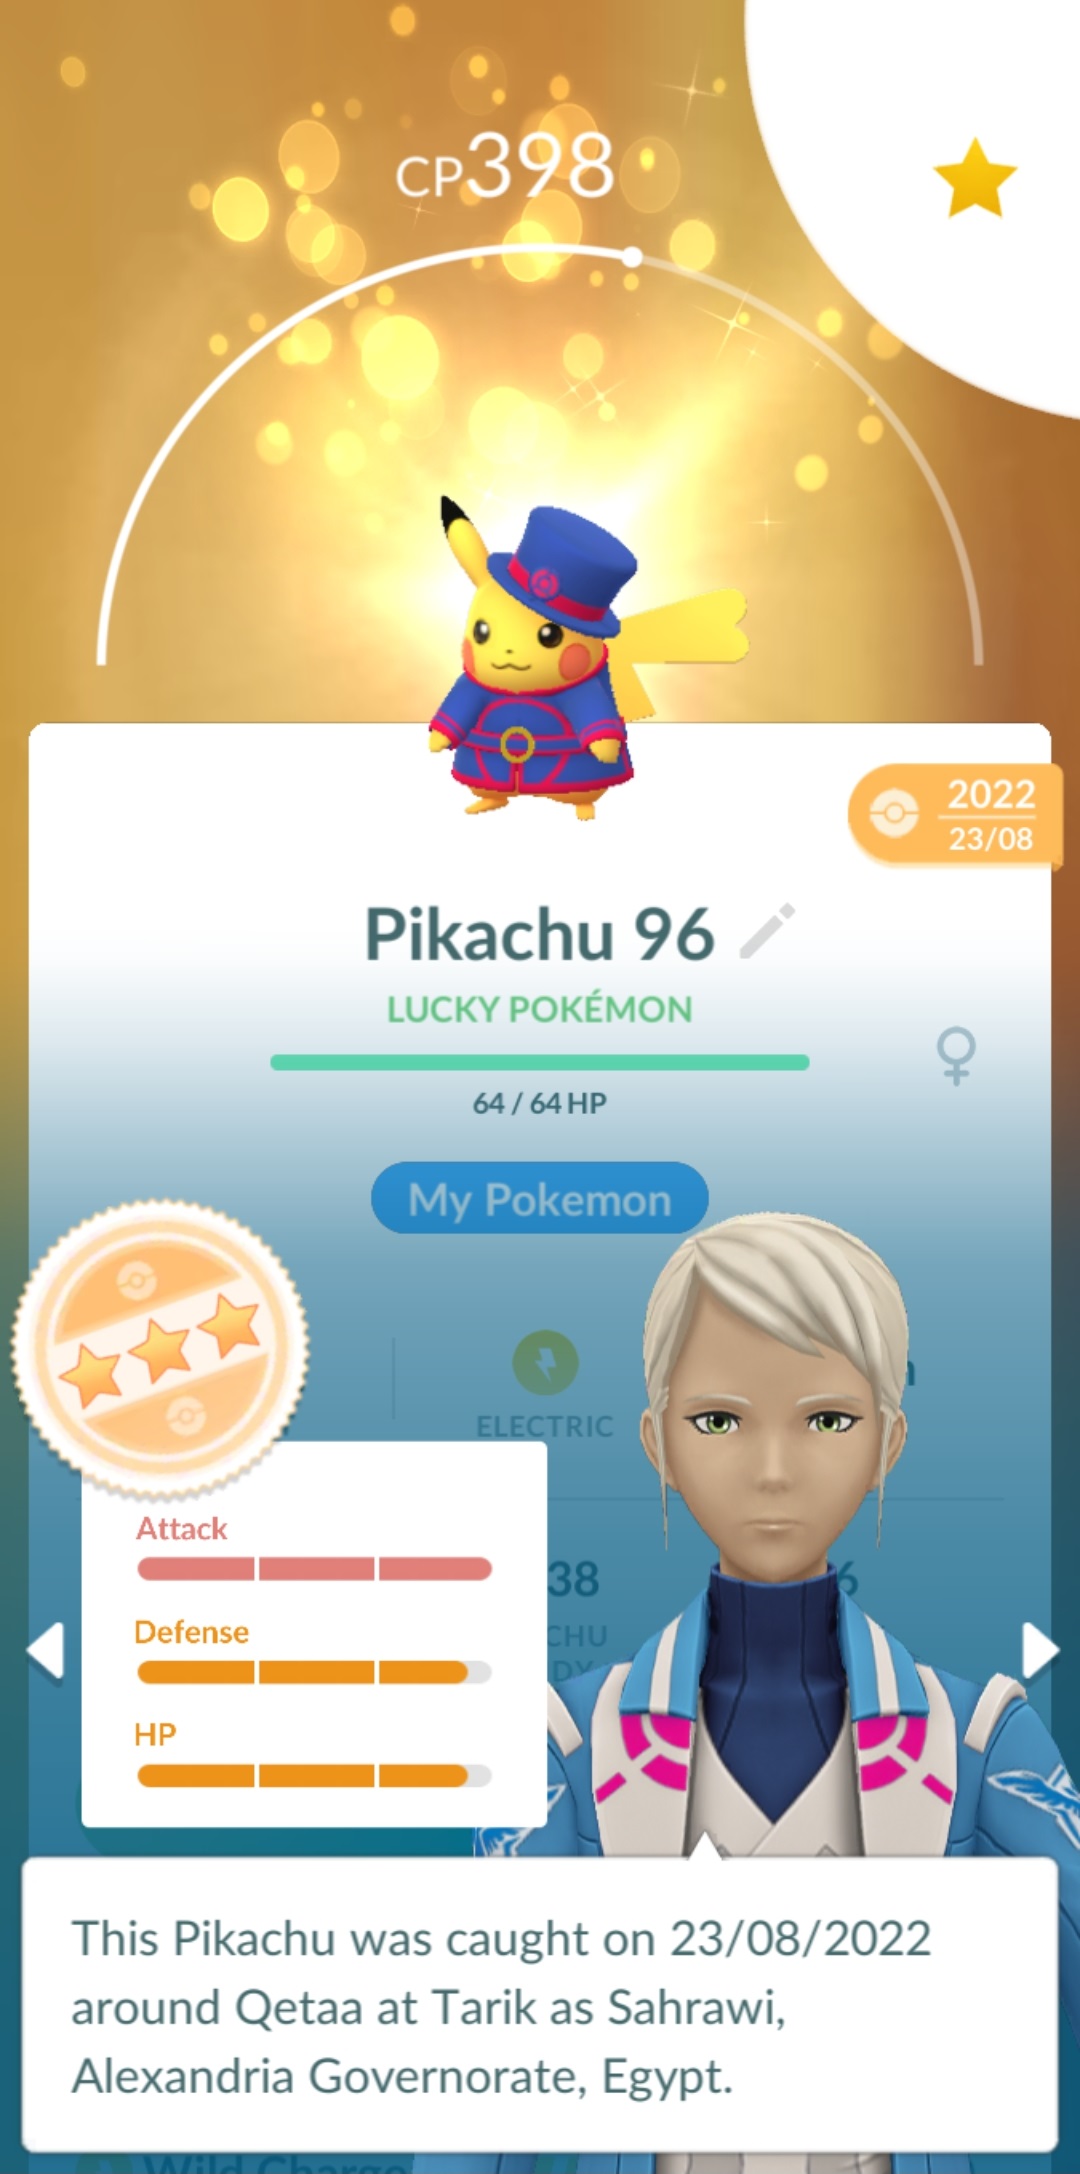 CP398
2022
23/08
Pikachu 96
LUCKY POKÉMON
64 / 64 HP
My Pokemon
ELECTRIC
Attack
38
Defense
HP
This Pikachu was caught on 23/08/2022
around Qetaa at Tarik as Sahrawi,
Alexandria Governorate, Egypt.